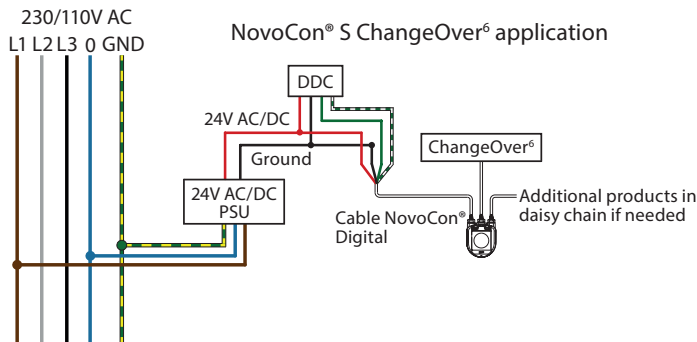 230/110V AC
NovoCon® S ChangeOver⁶ application
L1 L2 L3 0 GND
DDC
24V AC/DC
Ground
ChangeOver⁶
24V AC/DC
PSU
Cable NovoCon®
Digital
Additional products in
daisy chain if needed